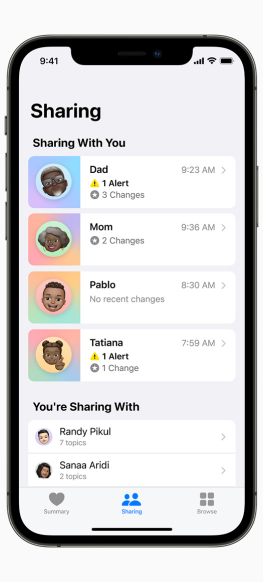 9:41
Sharing
Sharing With You
Dad 9:23 AM
1 Alert
3 Changes
Mom 9:36 AM
2 Changes
Pablo 8:30 AM
No recent changes
Tatiana 7:59 AM
1 Alert
1 Change
You're Sharing With
Randy Pikul
7 topics
Sanaa Aridi
2 topics
Summary Sharing Browse